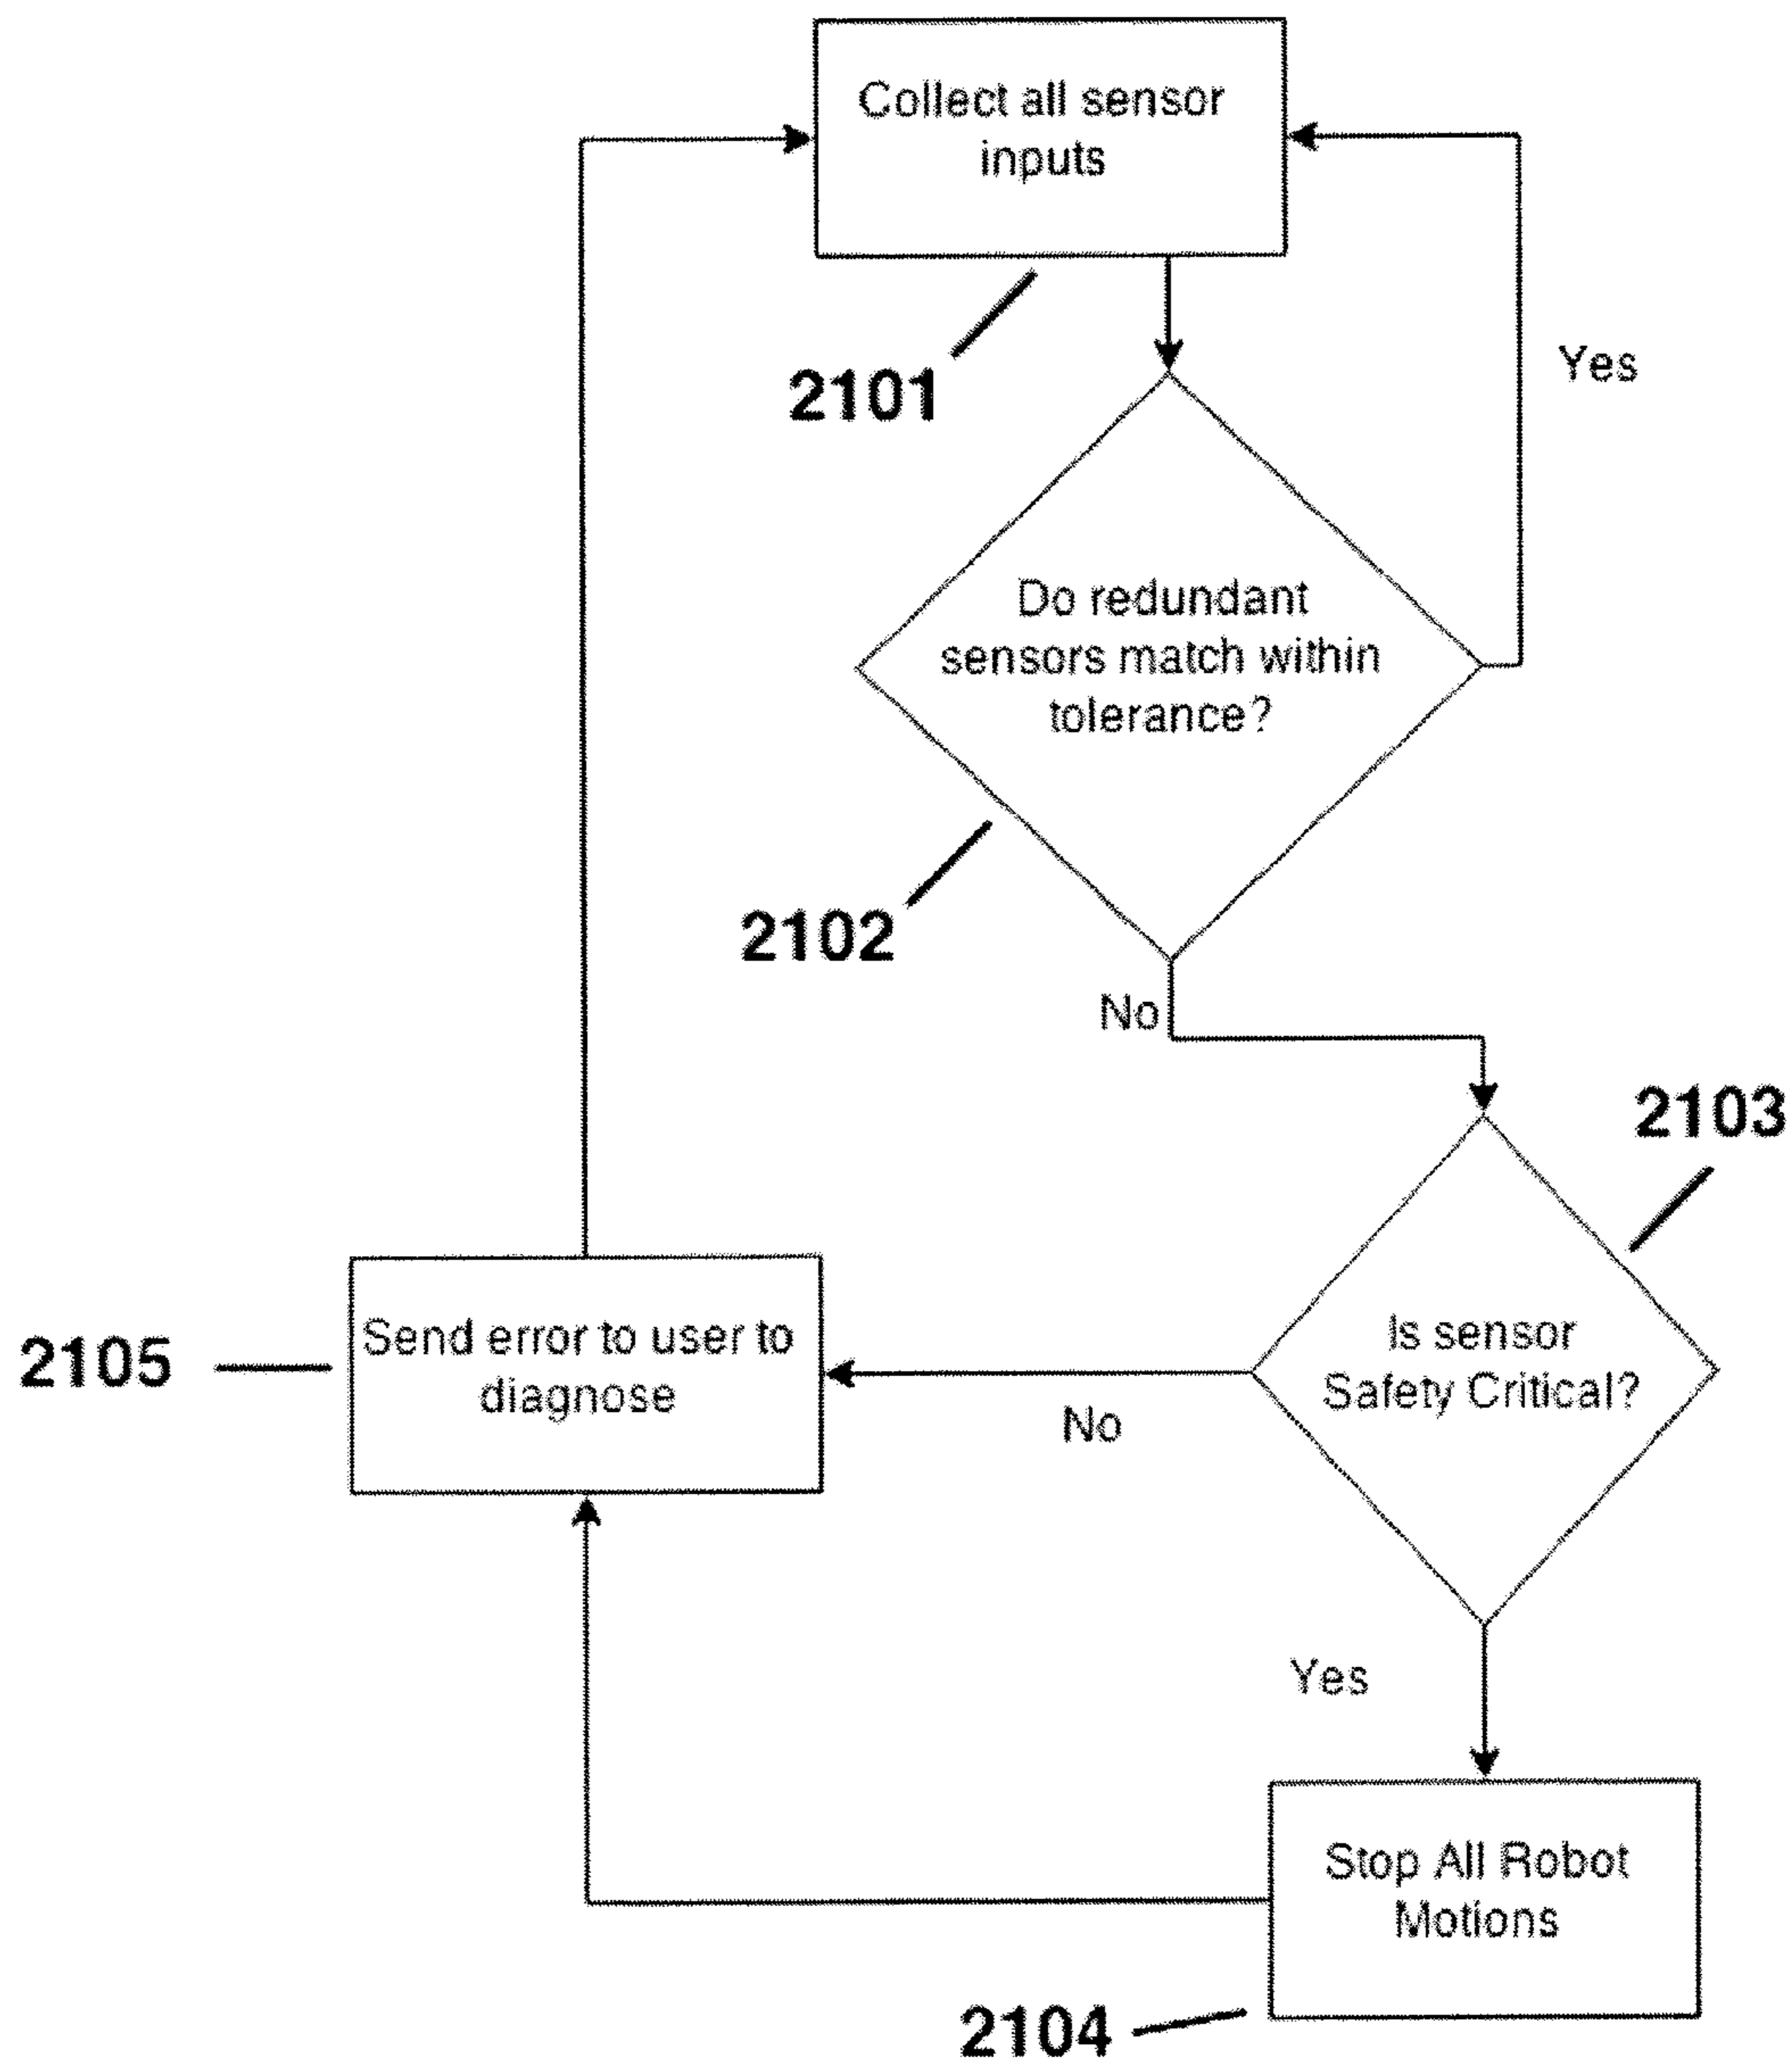 Collect all sensor
inputs
2101
Yes
Do redundant
sensors match within
tolerance?
2102
No
2103
Is sensor
Safety Critical?
2105
Send error to user to
diagnose
No
Yes
Stop All Robot
Motions
2104